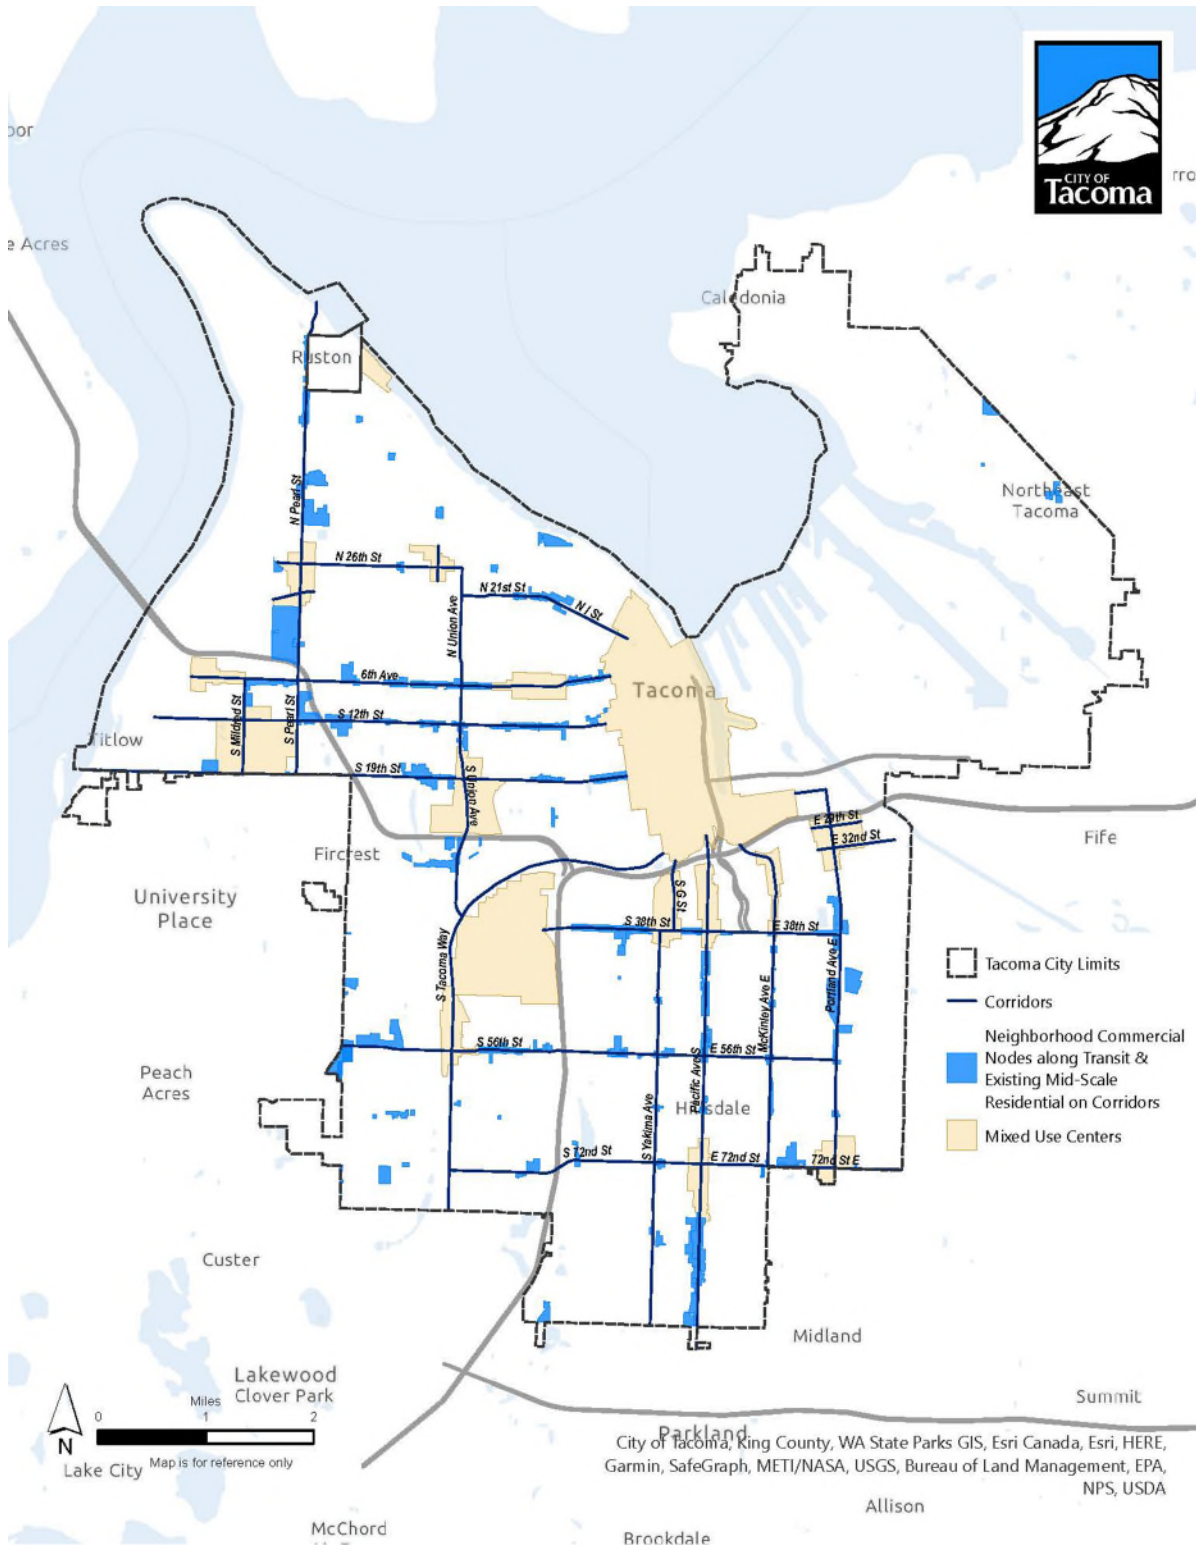 CITY OF
Tacoma
oor
rro
e Acres
Caledonia
Ruston
Northeast
Tacoma
N Pearl St
N 26th St
N 21st St
N I St
N Union Ave
6th Ave
Tacoma
S Mildred St
S Pearl St
S 12th St
Titlow
S 19th St
S Union Ave
E 29th St
E 32nd St
Fife
Fircrest
University
Place
S G St
S 38th St
E 38th St
S Tacoma Way
Portland Ave E
McKinley Ave E
Tacoma City Limits
Corridors
Neighborhood Commercial
Nodes along Transit &
Existing Mid-Scale
Residential on Corridors
Mixed Use Centers
S 56th St
E 56th St
Pacific Ave S
Peach
Acres
S Yakima Ave
Hillsdale
S 72nd St
E 72nd St
72nd St E
Custer
Midland
Lakewood
Clover Park
Summit
Miles
0 1 2
N
Map is for reference only
Lake City
Parkland
City of Tacoma, King County, WA State Parks GIS, Esri Canada, Esri, HERE,
Garmin, SafeGraph, METI/NASA, USGS, Bureau of Land Management, EPA,
NPS, USDA
Allison
McChord
Brookdale